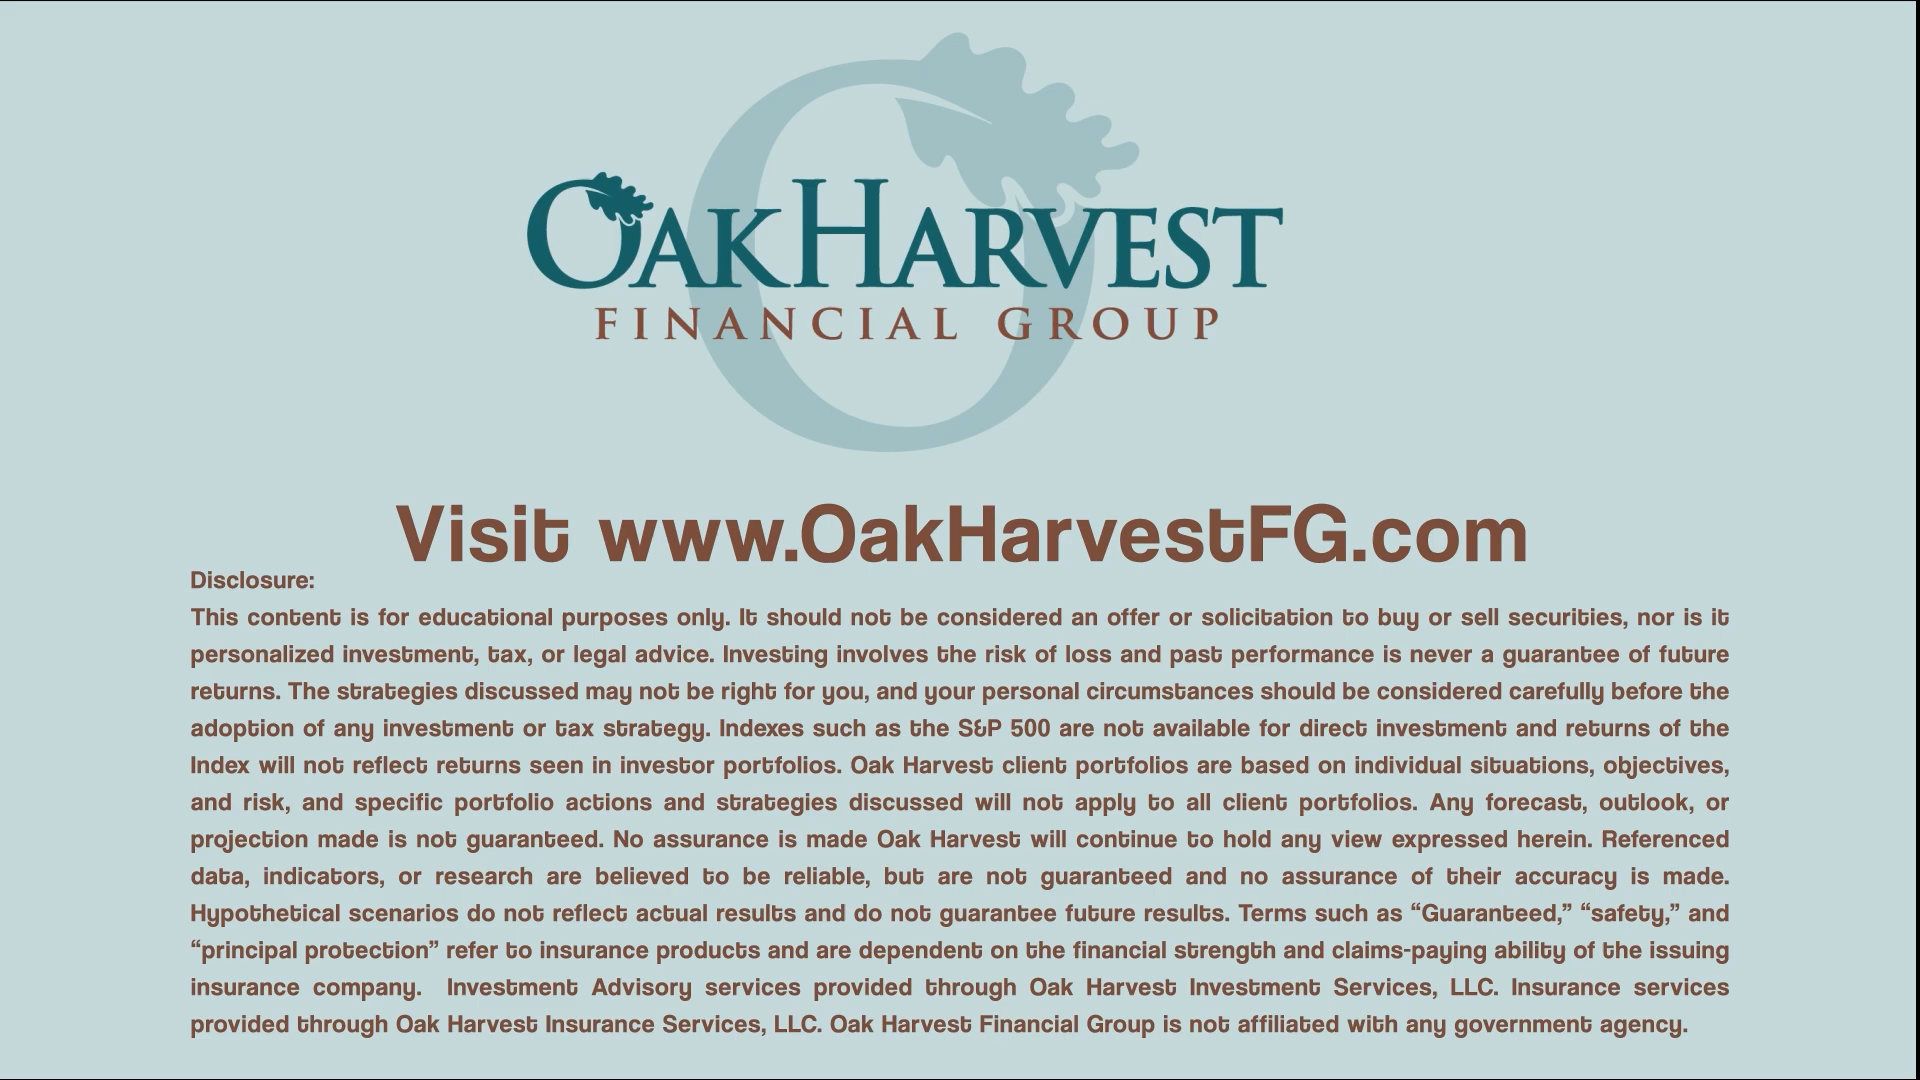 OAKHARVEST
FINANCIAL GROUP
Visit www.OakHarvestFG.com
Disclosure:
This content is for educational purposes only. It should not be considered an offer or solicitation to buy or sell securities, nor is it
personalized investment, tax, or legal advice. Investing involves the risk of loss and past performance is never a guarantee of future
returns. The strategies discussed may not be right for you, and your personal circumstances should be considered carefully before the
adoption of any investment or tax strategy. Indexes such as the S&P 500 are not available for direct investment and returns of the
Index will not reflect returns seen in investor portfolios. Oak Harvest client portfolios are based on individual situations, objectives,
and risk, and specific portfolio actions and strategies discussed will not apply to all client portfolios. Any forecast, outlook, or
projection made is not guaranteed. No assurance is made Oak Harvest will continue to hold any view expressed herein. Referenced
data, indicators, or research are believed to be reliable, but are not guaranteed and no assurance of their accuracy is made.
Hypothetical scenarios do not reflect actual results and do not guarantee future results. Terms such as “Guaranteed,” “safety,” and
“principal protection” refer to insurance products and are dependent on the financial strength and claims-paying ability of the issuing
insurance company.  Investment Advisory services provided through Oak Harvest Investment Services, LLC. Insurance services
provided through Oak Harvest Insurance Services, LLC. Oak Harvest Financial Group is not affiliated with any government agency.